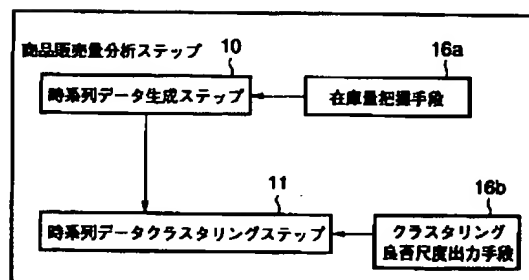 商品販売量分析ステップ
10
16a
時系列データ生成ステップ
在庫量把握手段
11
16b
時系列データクラスタリングステップ
クラスタリング
良否尺度出力手段